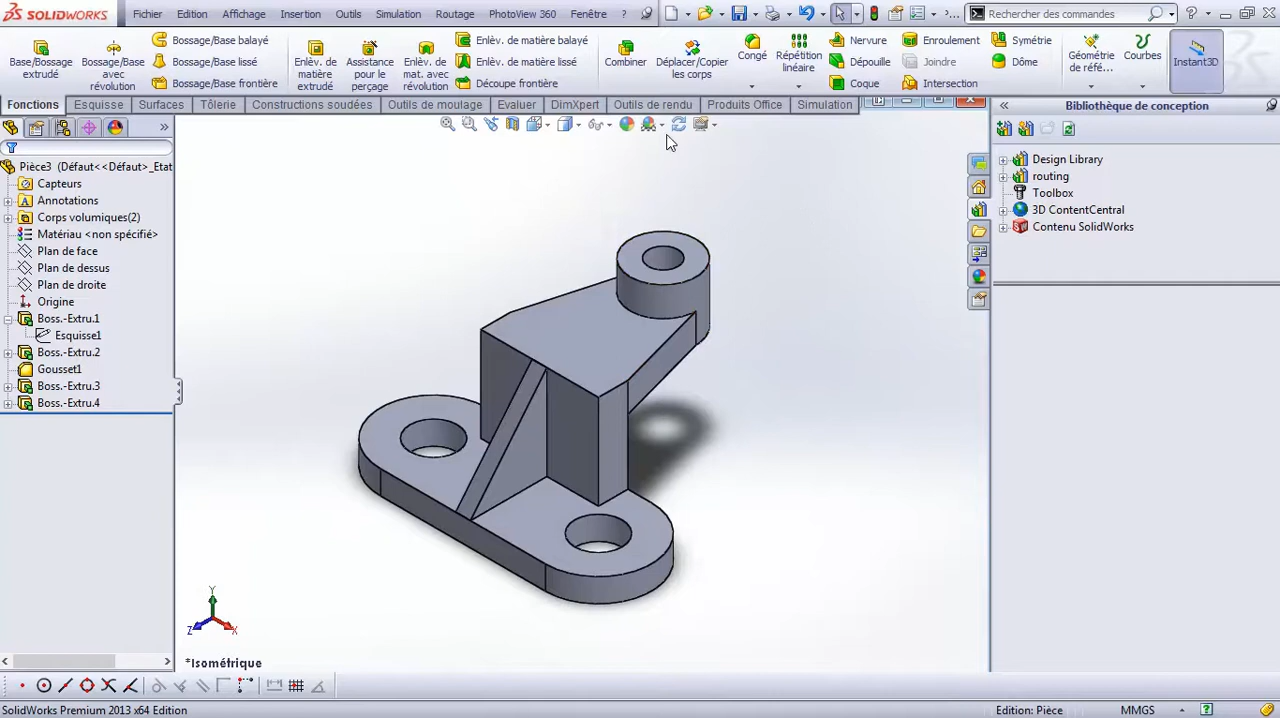 SOLIDWORKS Fichier Edition Affichage Insertion Outils Simulation Routage PhotoView 360 Fenêtre ? Rechercher des commandes
Base/Bossage extrudé
Bossage/Base avec révolution
Bossage/Base balayé
Bossage/Base lissé
Bossage/Base frontière
Enlèv. de matière extrudé
Assistance pour le perçage
Enlèv. de mat. avec révolution
Enlèv. de matière balayé
Enlèv. de matière lissé
Découpe frontière
Combiner
Déplacer/Copier les corps
Congé
Répétition linéaire
Nervure
Dépouille
Coque
Enroulement
Joindre
Intersection
Symétrie
Dôme
Géométrie de réfé...
Courbes
Instant3D
Fonctions Esquisse Surfaces Tôlerie Constructions soudées Outils de moulage Evaluer DimXpert Outils de rendu Produits Office Simulation
Pièce3 (Défaut<<Défaut>_Etat
Capteurs
Annotations
Corps volumiques(2)
Matériau <non spécifié>
Plan de face
Plan de dessus
Plan de droite
Origine
Boss.-Extru.1
Esquisse1
Boss.-Extru.2
Gousset1
Boss.-Extru.3
Boss.-Extru.4
Y
Z
X
*Isométrique
Bibliothèque de conception
Design Library
routing
Toolbox
3D ContentCentral
Contenu SolidWorks
SolidWorks Premium 2013 x64 Edition Edition: Pièce MMGS